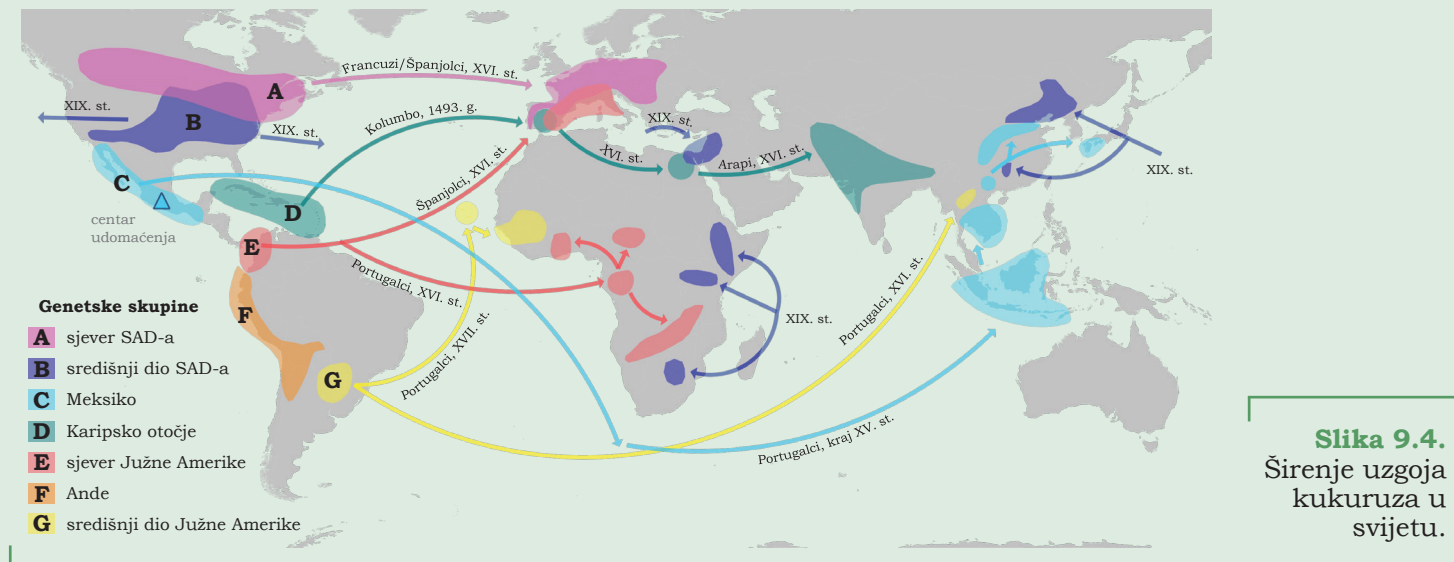 Francuzi/Španjolci, XVI. st.
A
XIX. st.
B
XIX. st.
Kolumbo, 1493. g.
XIX. st.
XVI. st.
Arapi, XVI. st.
XIX. st.
C
Španjolci, XVI. st.
D
centar
udomaćenja
E
Portugalci, XVI. st.
Portugalci, XVI. st.
F
XIX. st.
Portugalci, XVII. st.
G
Portugalci, kraj XV. st.
Genetske skupine
A sjever SAD-a
B središnji dio SAD-a
C Meksiko
D Karipsko otočje
E sjever Južne Amerike
F Ande
G središnji dio Južne Amerike
Slika 9.4.
Širenje uzgoja
kukuruza u
svijetu.